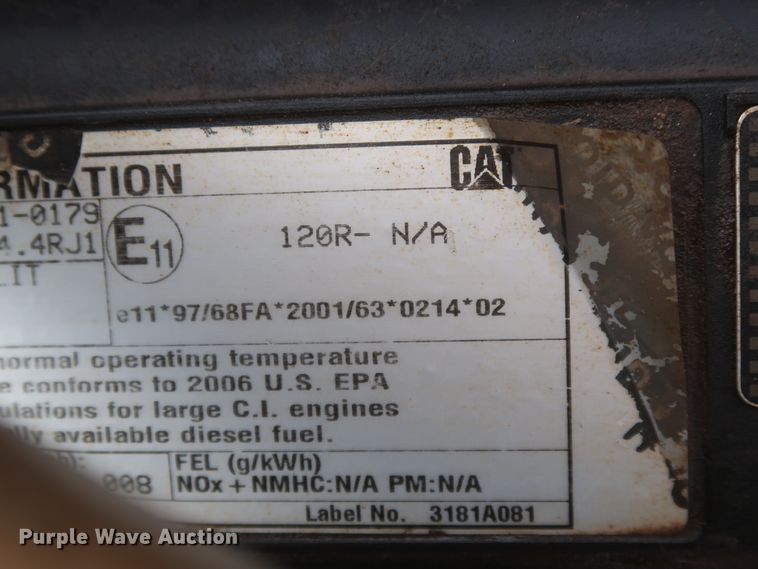 RMATION CAT
1-0179
4.4RJ1 E11 120R- N/A
LIT
e11*97/68FA*2001/63*0214*02
normal operating temperature
e conforms to 2006 U.S. EPA
ulations for large C.I. engines
lly available diesel fuel.
FEL (g/kWh)
008 NOx + NMHC:N/A PM:N/A
Label No. 3181A081
Purple Wave Auction